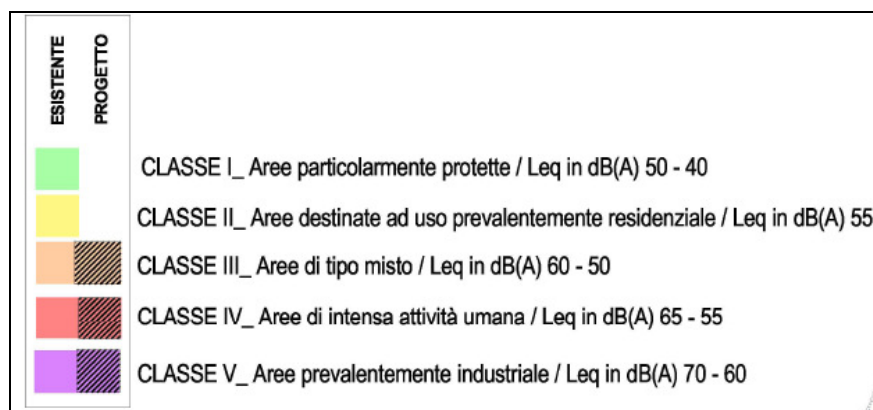 ESISTENTE
PROGETTO
CLASSE I_ Aree particolarmente protette / Leq in dB(A) 50 - 40
CLASSE II_ Aree destinate ad uso prevalentemente residenziale / Leq in dB(A) 55
CLASSE III_ Aree di tipo misto / Leq in dB(A) 60 - 50
CLASSE IV_ Aree di intensa attività umana / Leq in dB(A) 65 - 55
CLASSE V_ Aree prevalentemente industriale / Leq in dB(A) 70 - 60